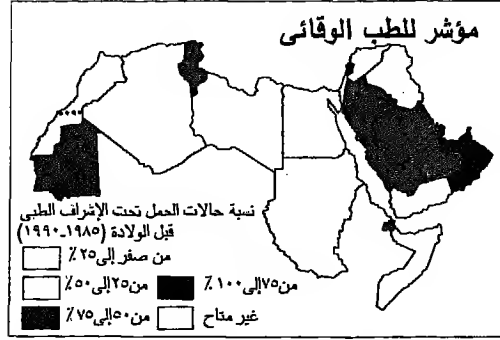 مؤشر للطب الوقائى
نسبة حالات الحمل تحت الإشراف الطبى
قبل الولادة (١٩٨٥-١٩٩٠)
من صفر إلى ٢٥٪
من ٧٥ إلى ١٠٠٪
من ٢٥ إلى ٥٠٪
غير متاح
من ٥٠ إلى ٧٥٪